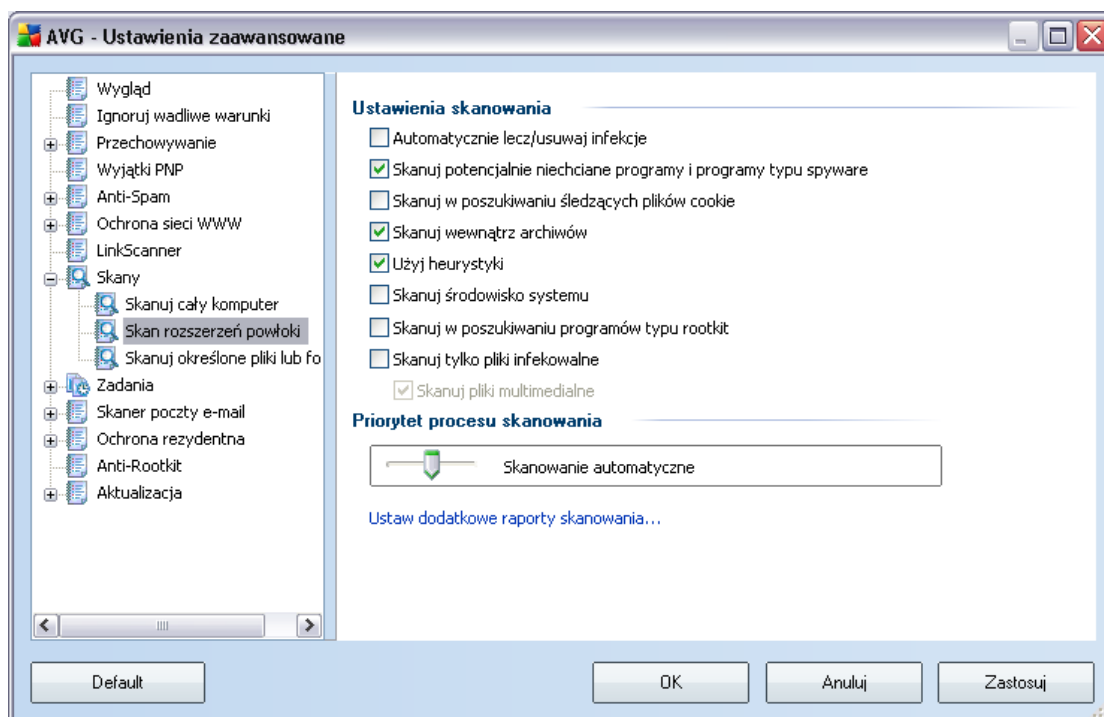 AVG - Ustawienia zaawansowane
Wygląd
Ignoruj wadliwe warunki
Przechowywanie
Wyjątki PNP
Anti-Spam
Ochrona sieci WWW
LinkScanner
Skany
Skanuj cały komputer
Skan rozszerzeń powłoki
Skanuj określone pliki lub fo
Zadania
Skaner poczty e-mail
Ochrona rezydentna
Anti-Rootkit
Aktualizacja
Ustawienia skanowania
Automatycznie lecz/usuwaj infekcje
Skanuj potencjalnie niechciane programy i programy typu spyware
Skanuj w poszukiwaniu śledzących plików cookie
Skanuj wewnątrz archiwów
Użyj heurystyki
Skanuj środowisko systemu
Skanuj w poszukiwaniu programów typu rootkit
Skanuj tylko pliki infekowalne
Skanuj pliki multimedialne
Priorytet procesu skanowania
Skanowanie automatyczne
Ustaw dodatkowe raporty skanowania...
Default
OK
Anuluj
Zastosuj